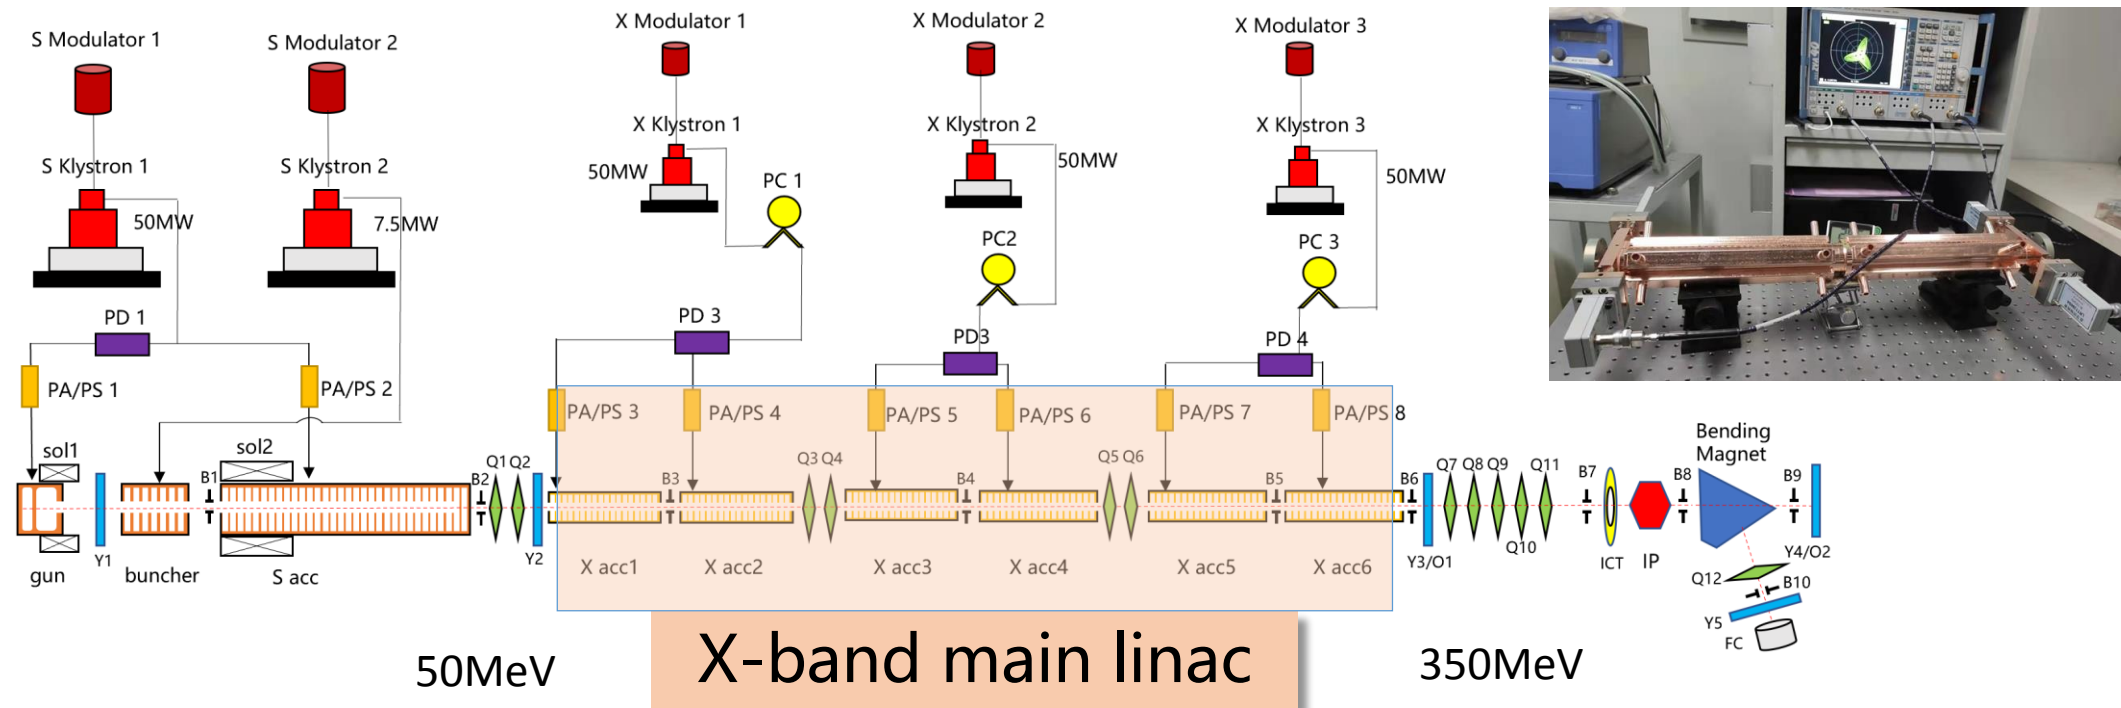 S Modulator 1
S Modulator 2
X Modulator 1
X Modulator 2
X Modulator 3
S Klystron 1
S Klystron 2
X Klystron 1
X Klystron 2
X Klystron 3
50MW
7.5MW
50MW
50MW
50MW
PC 1
PC2
PC 3
PD 1
PD 3
PD3
PD 4
PA/PS 1
PA/PS 2
PA/PS 3
PA/PS 4
PA/PS 5
PA/PS 6
PA/PS 7
PA/PS 8
sol1
sol2
B1
B2
Q1 Q2
B3
Q3 Q4
B4
Q5 Q6
B5
B6
Q7 Q8 Q9
Q11
Q10
B7
B8
Bending
Magnet
B9
gun
Y1
buncher
S acc
Y2
X acc1
X acc2
X acc3
X acc4
X acc5
X acc6
Y3/O1
ICT
IP
Y4/O2
Q12
B10
Y5
FC
50MeV
X-band main linac
350MeV